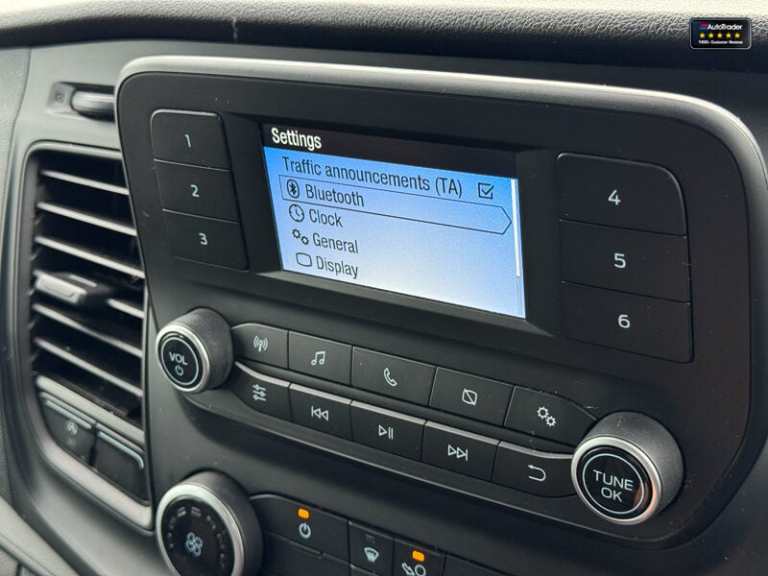 AutoTrader
1
2
3
Settings
Traffic announcements (TA)
Bluetooth
Clock
General
Display
4
5
6
VOL
TUNE
OK